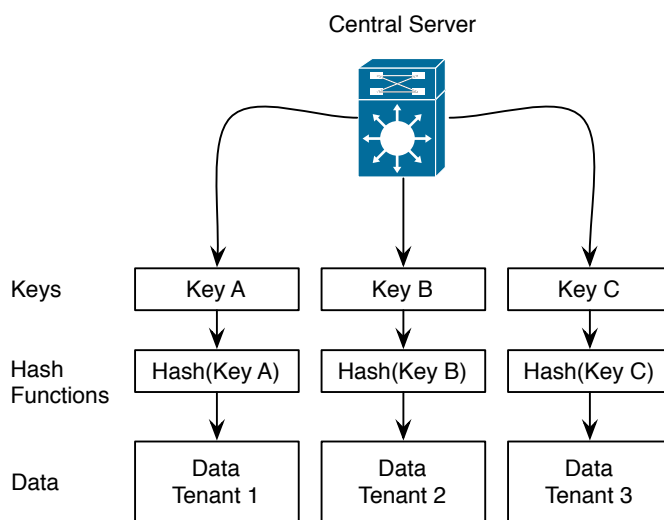 Central Server
Keys
Key A
Key B
Key C
Hash
Functions
Hash(Key A)
Hash(Key B)
Hash(Key C)
Data
Data
Tenant 1
Data
Tenant 2
Data
Tenant 3